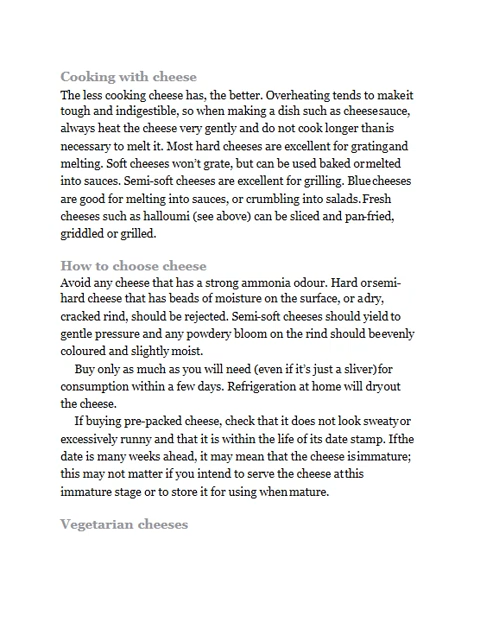 Cooking with cheese
The less cooking cheese has, the better. Overheating tends to makeit
tough and indigestible, so when making a dish such as cheesesauce,
always heat the cheese very gently and do not cook longer thanis
necessary to melt it. Most hard cheeses are excellent for gratingand
melting. Soft cheeses won’t grate, but can be used baked ormelted
into sauces. Semi-soft cheeses are excellent for grilling. Bluecheeses
are good for melting into sauces, or crumbling into salads.Fresh
cheeses such as halloumi (see above) can be sliced and pan-fried,
griddled or grilled.
How to choose cheese
Avoid any cheese that has a strong ammonia odour. Hard orsemi-
hard cheese that has beads of moisture on the surface, or adry,
cracked rind, should be rejected. Semi-soft cheeses should yieldto
gentle pressure and any powdery bloom on the rind should beevenly
coloured and slightlymoist.
Buy only as much as you will need (even if it’s just a sliver)for
consumption within a few days. Refrigeration at home will dryout
the cheese.
If buying pre-packed cheese, check that it does not look sweatyor
excessively runny and that it is within the life of its date stamp. Ifthe
date is many weeks ahead, it may mean that the cheese isimmature;
this may not matter if you intend to serve the cheese atthis
immature stage or to store it for using whenmature.
Vegetarian cheeses